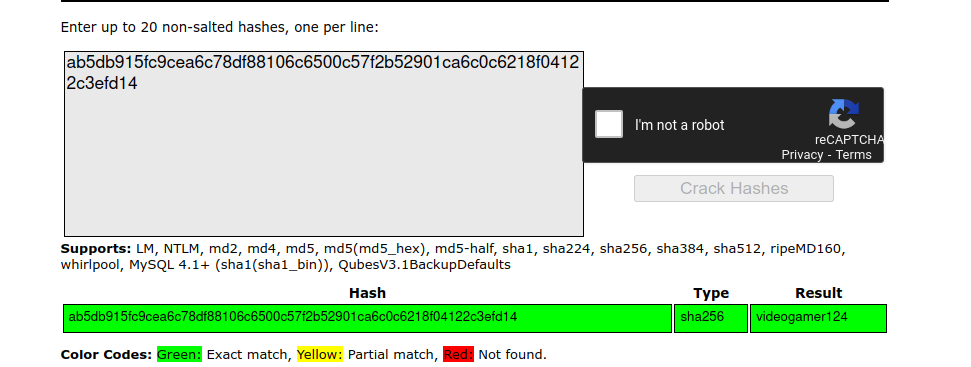 Enter up to 20 non-salted hashes, one per line:
ab5db915fc9cea6c78df88106c6500c57f2b52901ca6c0c6218f0412
2c3efd14
I'm not a robot
reCAPTCHA
Privacy - Terms
Crack Hashes
Supports: LM, NTLM, md2, md4, md5, md5(md5_hex), md5-half, sha1, sha224, sha256, sha384, sha512, ripeMD160,
whirlpool, MySQL 4.1+ (sha1(sha1_bin)), QubesV3.1BackupDefaults
Hash Type Result
ab5db915fc9cea6c78df88106c6500c57f2b52901ca6c0c6218f04122c3efd14 sha256 videogamer124
Color Codes: Green: Exact match, Yellow: Partial match, Red: Not found.